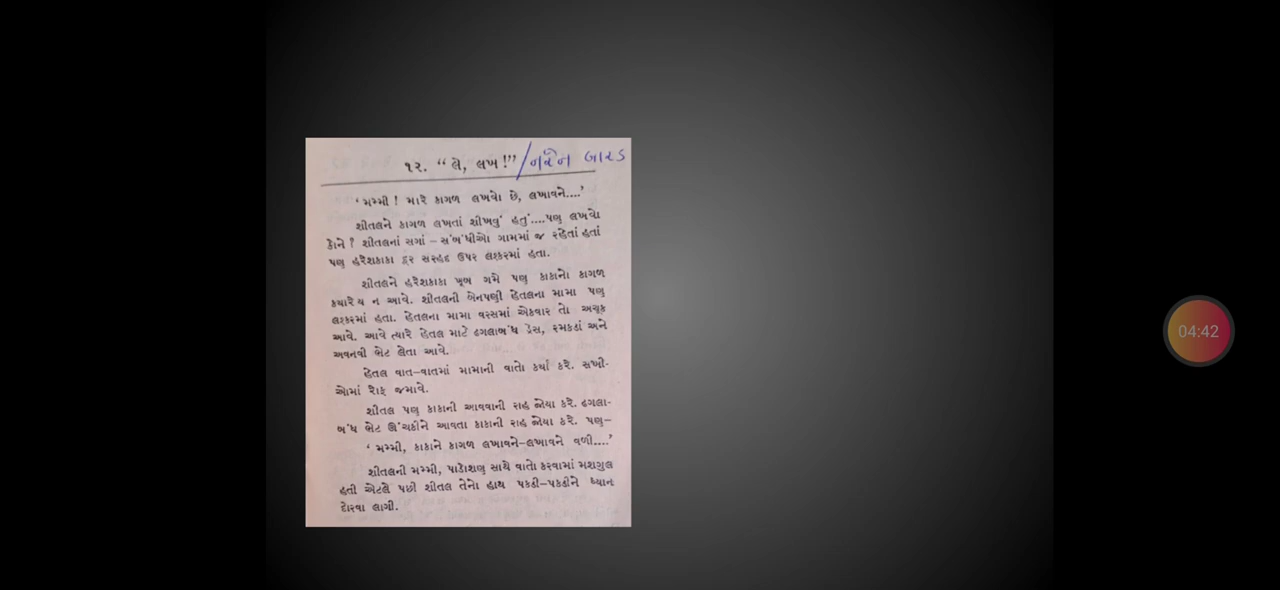 ૧૨. “લે, લખ!” / નરેન બારડ
‘મમ્મી ! મારે કાગળ લખવો છે, લખાવને....’
શીતલને કાગળ લખતાં શીખવું હતું....પણ લખવો
કોને ? શીતલનાં સગાં – સંબંધીઓ ગામમાં જ રહેતાં હતાં
પણ હરેશકાકા દૂર સરહદ ઉપર લશ્કરમાં હતા.
શીતલને હરેશકાકા ખૂબ ગમે પણ કાકાનો કાગળ
કયારેય ન આવે. શીતલની બેનપણી હેતલના મામા પણ
લશ્કરમાં હતા. હેતલના મામા વરસમાં એકવાર તો અચૂક
આવે. આવે ત્યારે હેતલ માટે ઢગલાબંધ ડ્રેસ, રમકડાં અને
અવનવી ભેટ લેતા આવે.
હેતલ વાત–વાતમાં મામાની વાતો કર્યા કરે. સખી-
ઓમાં રોફ જમાવે.
શીતલ પણ કાકાની આવવાની રાહ જોયા કરે. ઢગલા-
બંધ ભેટ ઊંચકીને આવતા કાકાની રાહ જોયા કરે. પણ–
‘ મમ્મી, કાકાને કાગળ લખાવને–લખાવને વળી....’
શીતલની મમ્મી, પાડોશણ સાથે વાતો કરવામાં મશગુલ
હતી એટલે પછી શીતલ તેનો હાથ પકડી–પકડીને ધ્યાન
દોરવા લાગી.
04:42